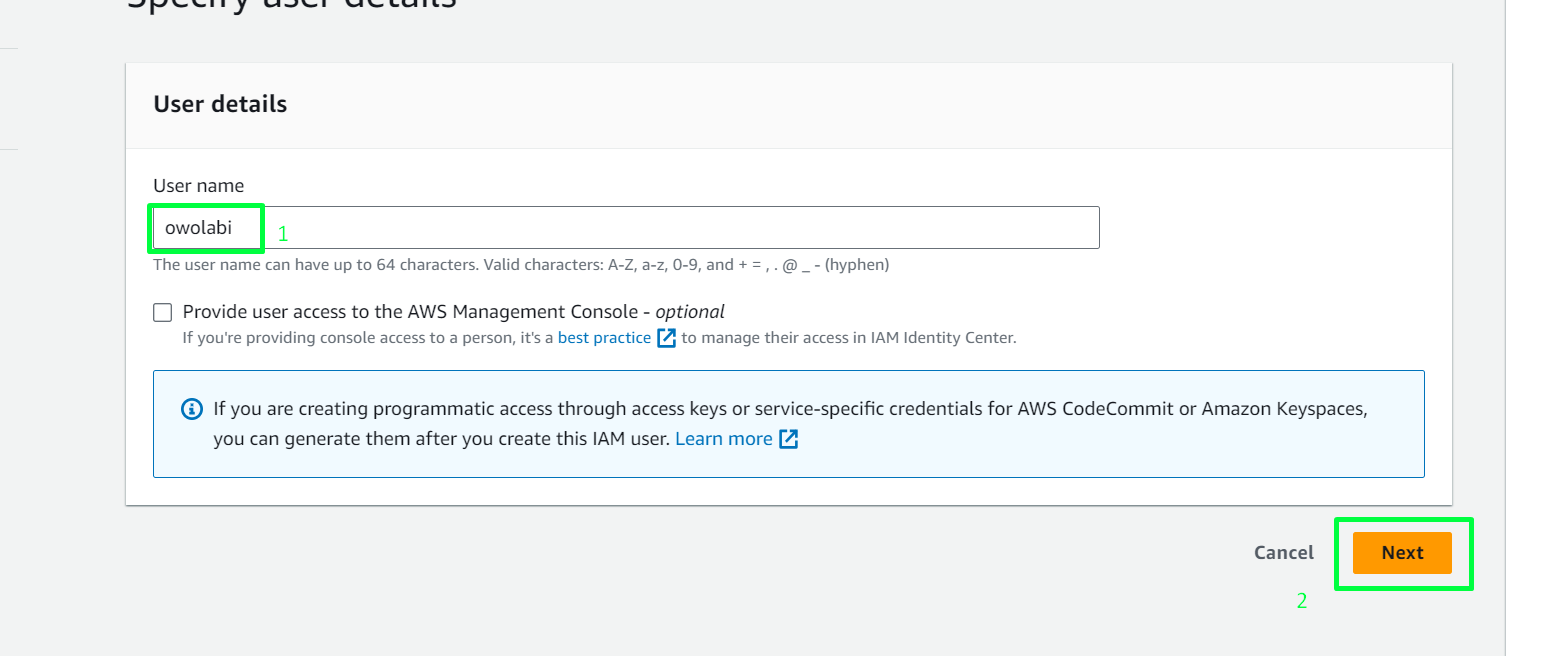 Specify user details
User details
User name
owolabi
1
The user name can have up to 64 characters. Valid characters: A-Z, a-z, 0-9, and + = , . @ _ - (hyphen)
Provide user access to the AWS Management Console - optional
If you're providing console access to a person, it's a best practice to manage their access in IAM Identity Center.
If you are creating programmatic access through access keys or service-specific credentials for AWS CodeCommit or Amazon Keyspaces,
you can generate them after you create this IAM user. Learn more
Cancel
Next
2